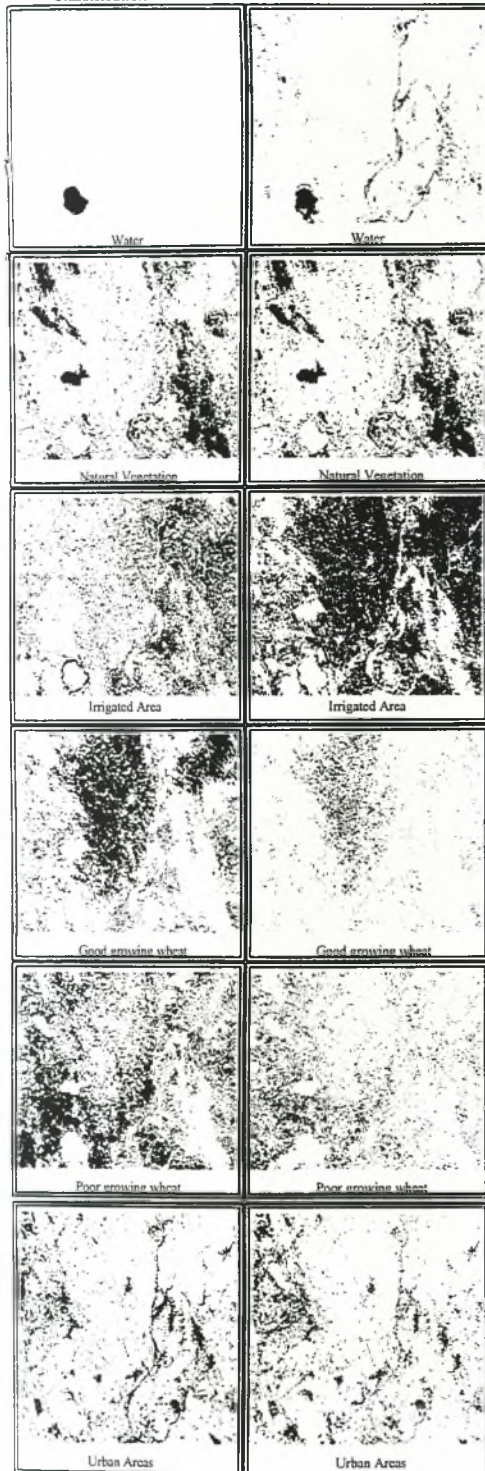 Water
Water
Natural Vegetation
Natural Vegetation
Irrigated Area
Irrigated Area
Good growing wheat
Good growing wheat
Poor growing wheat
Poor growing wheat
Urban Areas
Urban Areas